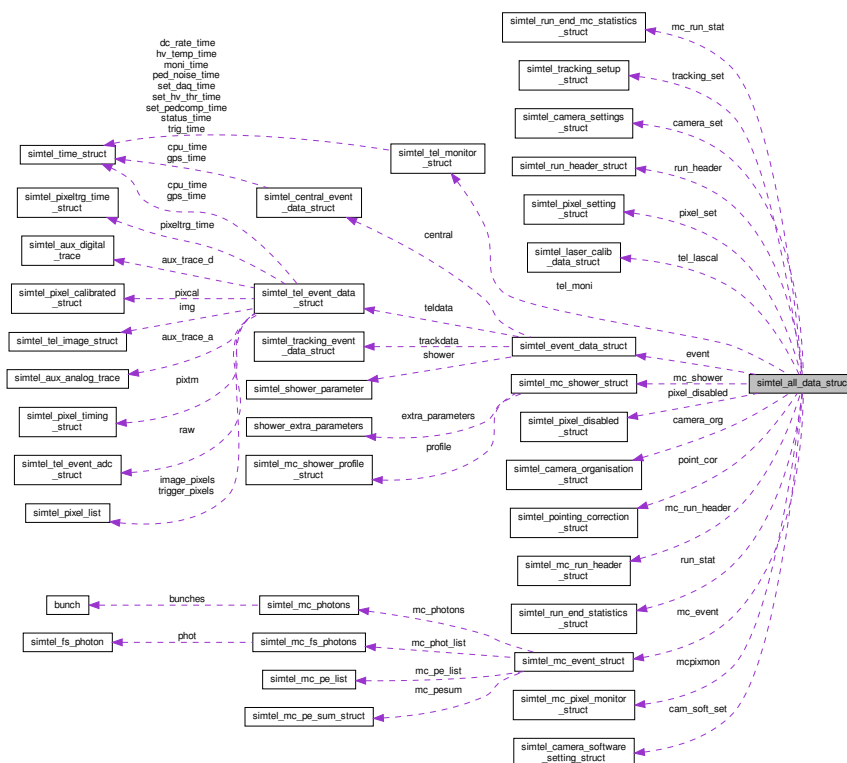 dc_rate_time
hv_temp_time
moni_time
ped_noise_time
set_daq_time
set_hv_thr_time
set_pedcomp_time
status_time
trig_time
simtel_run_end_mc_statistics
_struct
mc_run_stat
simtel_tracking_setup
_struct
tracking_set
simtel_camera_settings
_struct
camera_set
simtel_time_struct
cpu_time
gps_time
simtel_tel_monitor
_struct
simtel_run_header_struct
run_header
simtel_pixeltrg_time
_struct
cpu_time
gps_time
simtel_central_event
_data_struct
simtel_pixel_setting
_struct
pixel_set
pixeltrg_time
central
simtel_aux_digital
_trace
aux_trace_d
simtel_laser_calib
_data_struct
tel_lascal
tel_moni
simtel_pixel_calibrated
_struct
pixcal
img
simtel_tel_event_data
_struct
teldata
simtel_tel_image_struct
aux_trace_a
simtel_tracking_event
_data_struct
trackdata
shower
simtel_event_data_struct
event
simtel_aux_analog_trace
pixtm
simtel_shower_parameter
simtel_mc_shower_struct
mc_shower
pixel_disabled
simtel_all_data_struct
simtel_pixel_timing
_struct
raw
shower_extra_parameters
extra_parameters
simtel_pixel_disabled
_struct
camera_org
simtel_tel_event_adc
_struct
simtel_mc_shower_profile
_struct
profile
simtel_camera_organisation
_struct
point_cor
image_pixels
trigger_pixels
simtel_pixel_list
simtel_pointing_correction
_struct
mc_run_header
simtel_mc_run_header
_struct
run_stat
bunch
bunches
simtel_mc_photons
mc_photons
simtel_run_end_statistics
_struct
mc_event
simtel_fs_photon
phot
simtel_mc_fs_photons
mc_phot_list
simtel_mc_event_struct
mcpixmon
simtel_mc_pe_list
mc_pe_list
mc_pesum
simtel_mc_pe_sum_struct
simtel_mc_pixel_monitor
_struct
cam_soft_set
simtel_camera_software
_setting_struct